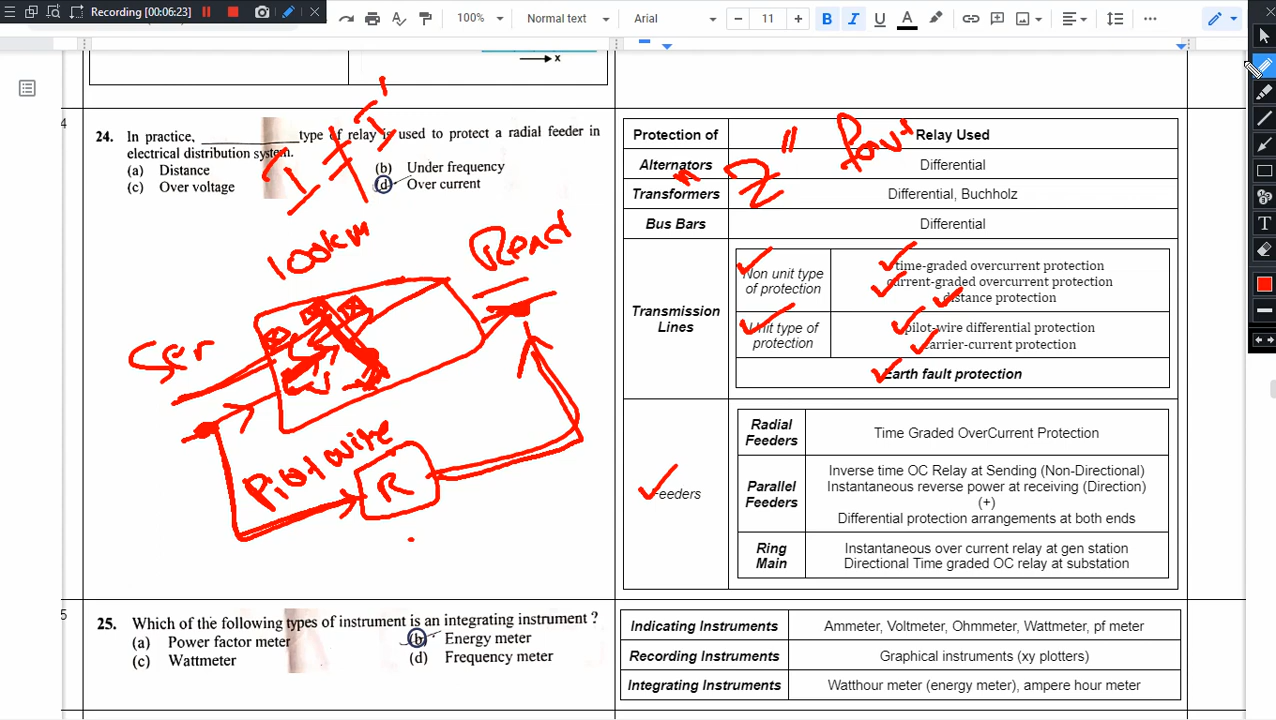 Recording [00:06:23]
100%
Normal text
Arial
11
B
I
U
A
T
x
4
24. In practice, ____________type of relay is used to protect a radial feeder in
electrical distribution system.
(a) Distance
(b) Under frequency
(c) Over voltage
(d) Over current
I ≠ I'
100km
Pilot wire
R
Z"
Protection of
Relay Used
Alternators
Differential
Transformers
Differential, Buchholz
Bus Bars
Differential
Transmission
Lines
Non unit type
of protection
time-graded overcurrent protection
current-graded overcurrent protection
distance protection
Unit type of
protection
pilot-wire differential protection
carrier-current protection
Earth fault protection
Feeders
Radial
Feeders
Time Graded OverCurrent Protection
Parallel
Feeders
Inverse time OC Relay at Sending (Non-Directional)
Instantaneous reverse power at receiving (Direction)
(+)
Differential protection arrangements at both ends
Ring
Main
Instantaneous over current relay at gen station
Directional Time graded OC relay at substation
5
25. Which of the following types of instrument is an integrating instrument ?
(a) Power factor meter
(b) Energy meter
(c) Wattmeter
(d) Frequency meter
Indicating Instruments
Ammeter, Voltmeter, Ohmmeter, Wattmeter, pf meter
Recording Instruments
Graphical instruments (xy plotters)
Integrating Instruments
Watthour meter (energy meter), ampere hour meter